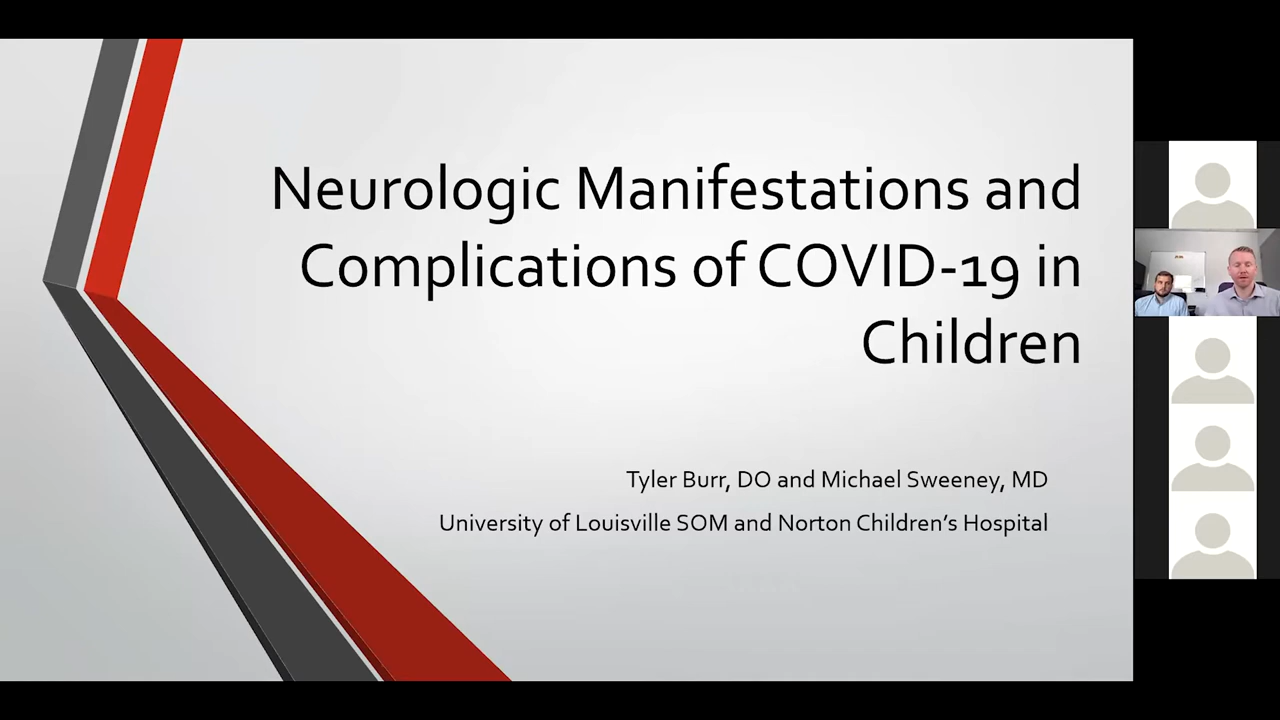 Neurologic Manifestations and
Complications of COVID-19 in
Children
Tyler Burr, DO and Michael Sweeney, MD
University of Louisville SOM and Norton Children’s Hospital